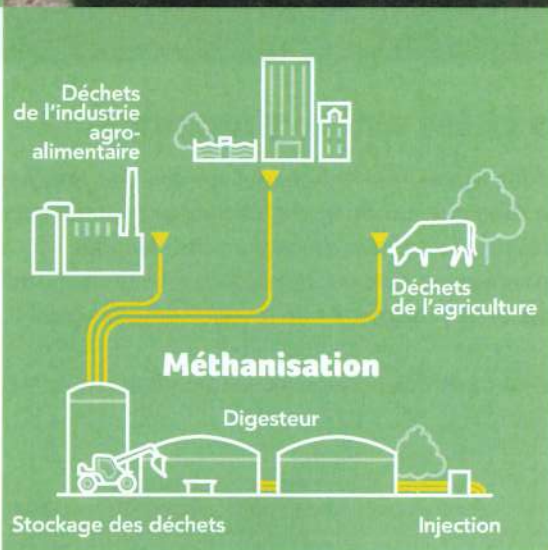 Déchets
de l'industrie
agro-
alimentaire
Déchets
de l'agriculture
Méthanisation
Digesteur
Stockage des déchets
Injection